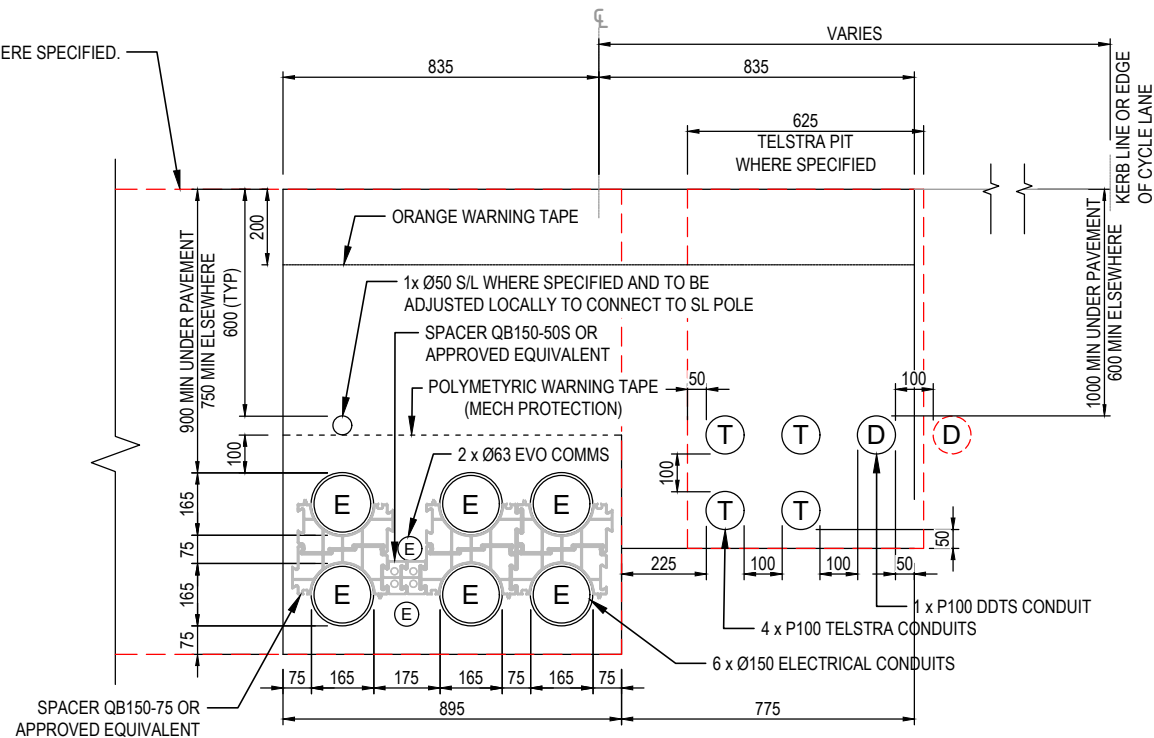 ERE SPECIFIED.
℄
VARIES
835
835
KERB LINE OR EDGE
OF CYCLE LANE
625
TELSTRA PIT
WHERE SPECIFIED
200
ORANGE WARNING TAPE
900 MIN UNDER PAVEMENT
750 MIN ELSEWHERE
600 (TYP)
1x Ø50 S/L WHERE SPECIFIED AND TO BE
ADJUSTED LOCALLY TO CONNECT TO SL POLE
SPACER QB150-50S OR
APPROVED EQUIVALENT
1000 MIN UNDER PAVEMENT
600 MIN ELSEWHERE
POLYMETYRIC WARNING TAPE
(MECH PROTECTION)
50
100
T
T
D
D
100
2 x Ø63 EVO COMMS
100
165
E
E
E
T
T
75
E
50
225
100
100
50
165
E
E
E
E
1 x P100 DDTS CONDUIT
4 x P100 TELSTRA CONDUITS
75
6 x Ø150 ELECTRICAL CONDUITS
75
165
175
165
75
165
75
SPACER QB150-75 OR
APPROVED EQUIVALENT
895
775